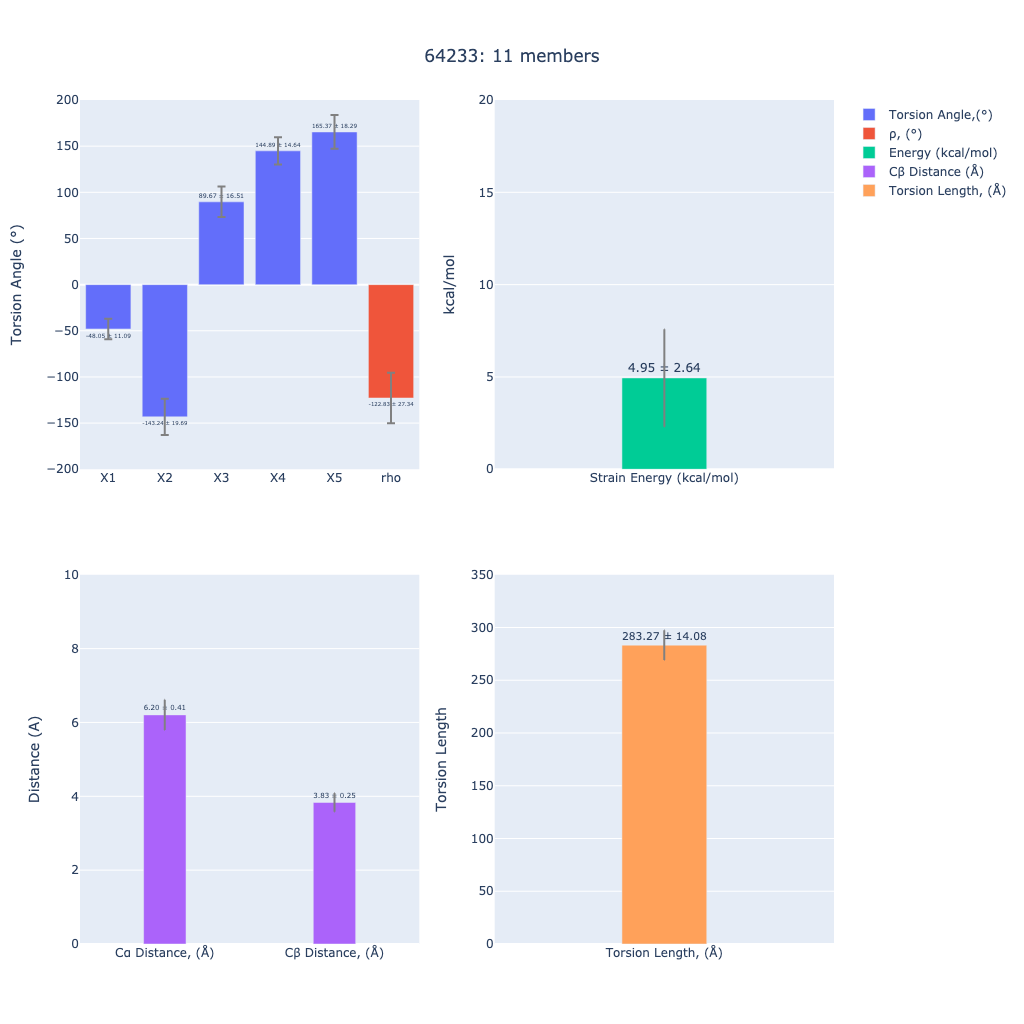 64233: 11 members
Torsion Angle (°)
200
150
100
50
0
−50
−100
−150
−200
-48.05 ± 11.09
-143.24 ± 19.69
89.67 ± 16.51
144.89 ± 14.64
165.37 ± 18.29
-122.83 ± 27.34
X1 X2 X3 X4 X5 rho
kcal/mol
20
15
10
5
0
4.95 ± 2.64
Strain Energy (kcal/mol)
Torsion Angle,(°)
ρ, (°)
Energy (kcal/mol)
Cβ Distance (Å)
Torsion Length, (Å)
Distance (A)
10
8
6
4
2
0
6.20 ± 0.41
3.83 ± 0.25
Cα Distance, (Å) Cβ Distance, (Å)
Torsion Length
350
300
250
200
150
100
50
0
283.27 ± 14.08
Torsion Length, (Å)